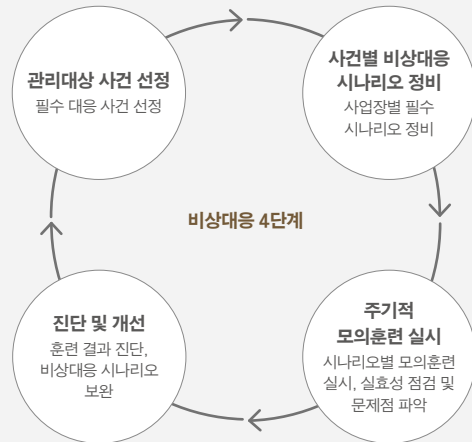 관리대상 사건 선정
필수 대응 사건 선정
사건별 비상대응
시나리오 정비
사업장별 필수
시나리오 정비
비상대응 4단계
진단 및 개선
훈련 결과 진단,
비상대응 시나리오
보완
주기적
모의훈련 실시
시나리오별 모의훈련
실시, 실효성 점검 및
문제점 파악